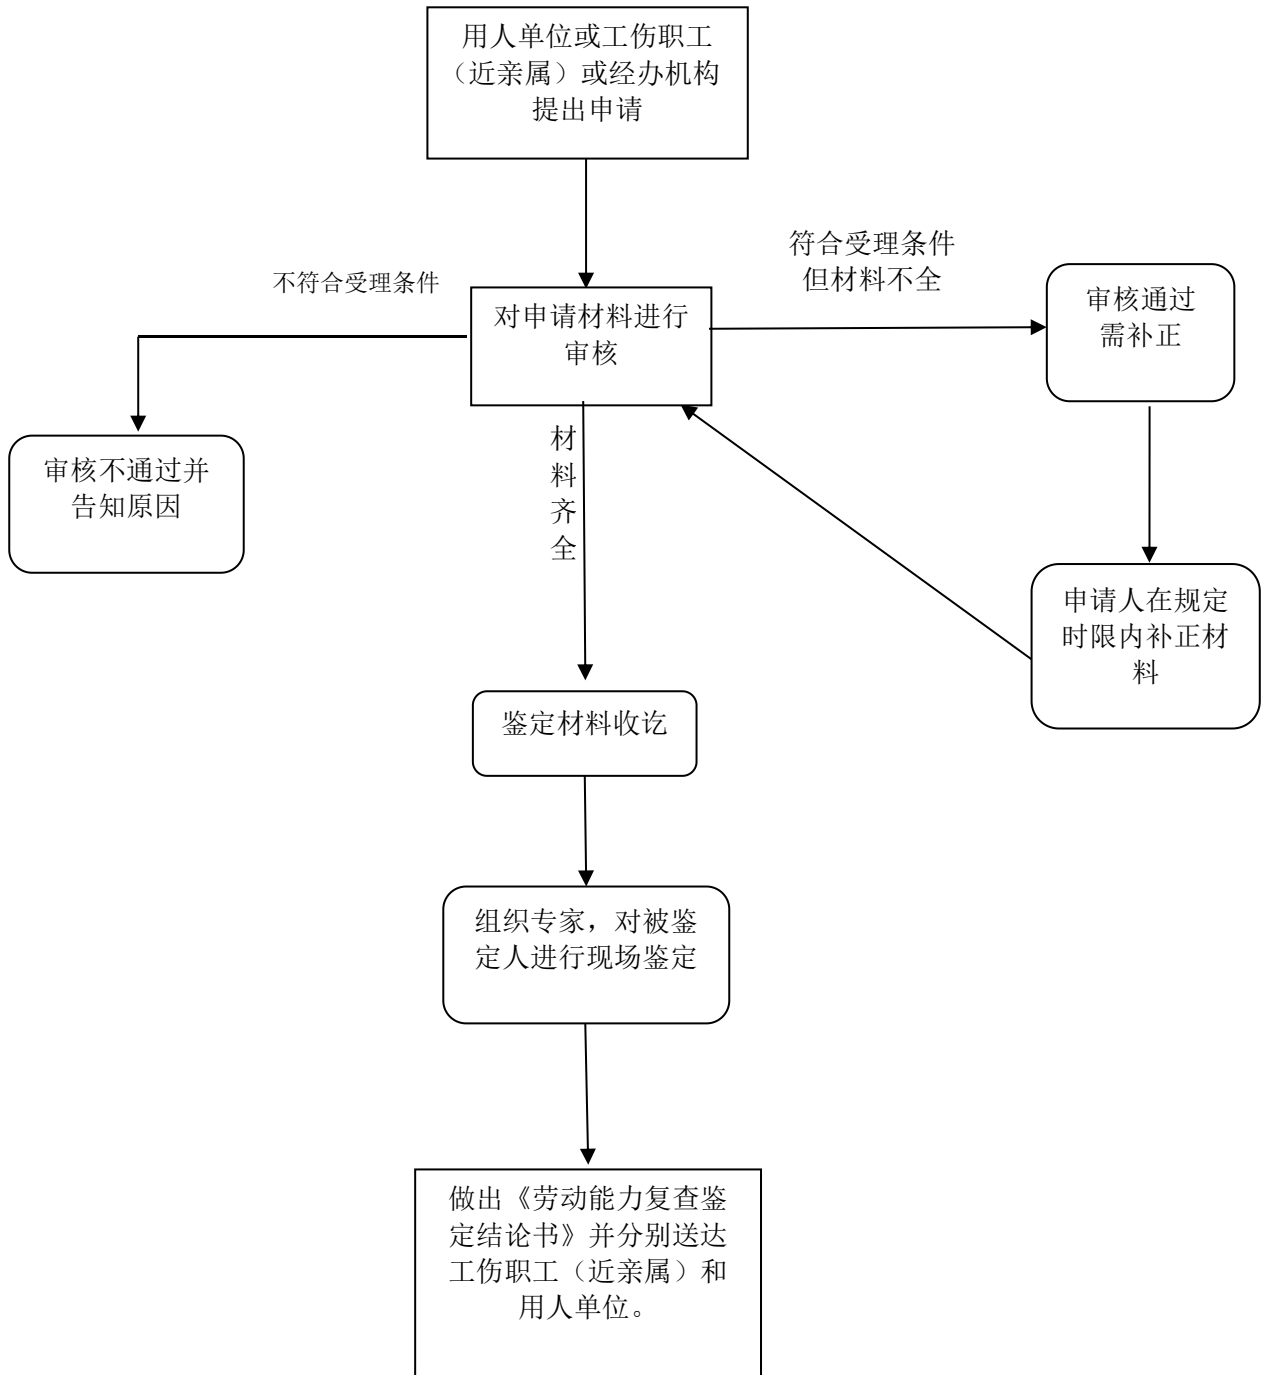 用人单位或工伤职工
（近亲属）或经办机构
提出申请
符合受理条件
但材料不全
不符合受理条件
对申请材料进行
审核
审核通过
需补正
材
料
齐
全
审核不通过并
告知原因
申请人在规定
时限内补正材
料
鉴定材料收讫
组织专家，对被鉴
定人进行现场鉴定
做出《劳动能力复查鉴
定结论书》并分别送达
工伤职工（近亲属）和
用人单位。